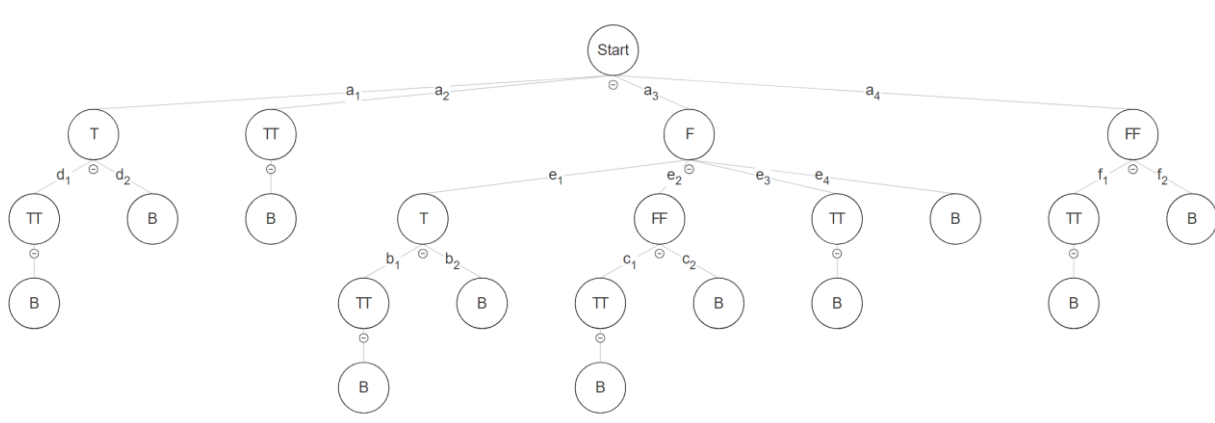 Start
a₁ a₂ a₃ a₄
T TT F FF
d₁ d₂ e₁ e₂ e₃ e₄ f₁ f₂
TT B B T FF TT B TT B
b₁ b₂ c₁ c₂
B TT B TT B B B
B B